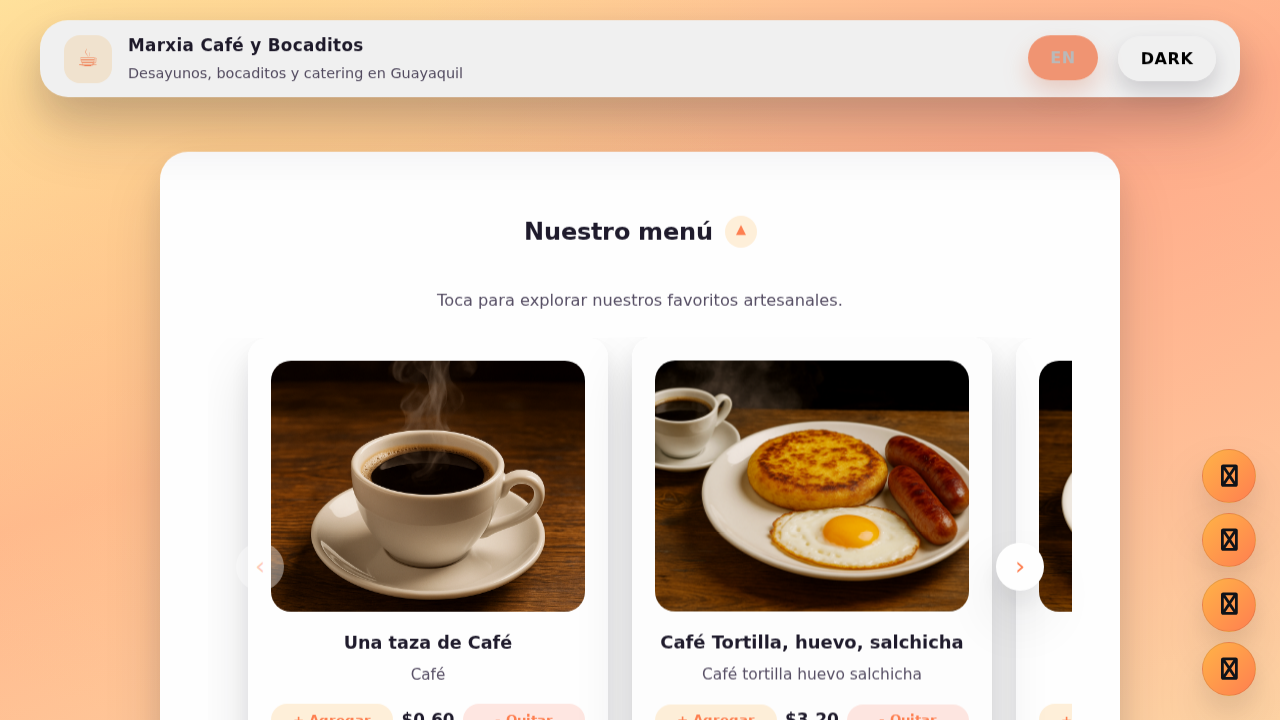 Marxia Café y Bocaditos
Desayunos, bocaditos y catering en Guayaquil
EN
DARK
Nuestro menú
Toca para explorar nuestros favoritos artesanales.
Una taza de Café
Café
+ Agregar $0.60 - Quitar
Café Tortilla, huevo, salchicha
Café tortilla huevo salchicha
+ Agregar $3.20 - Quitar